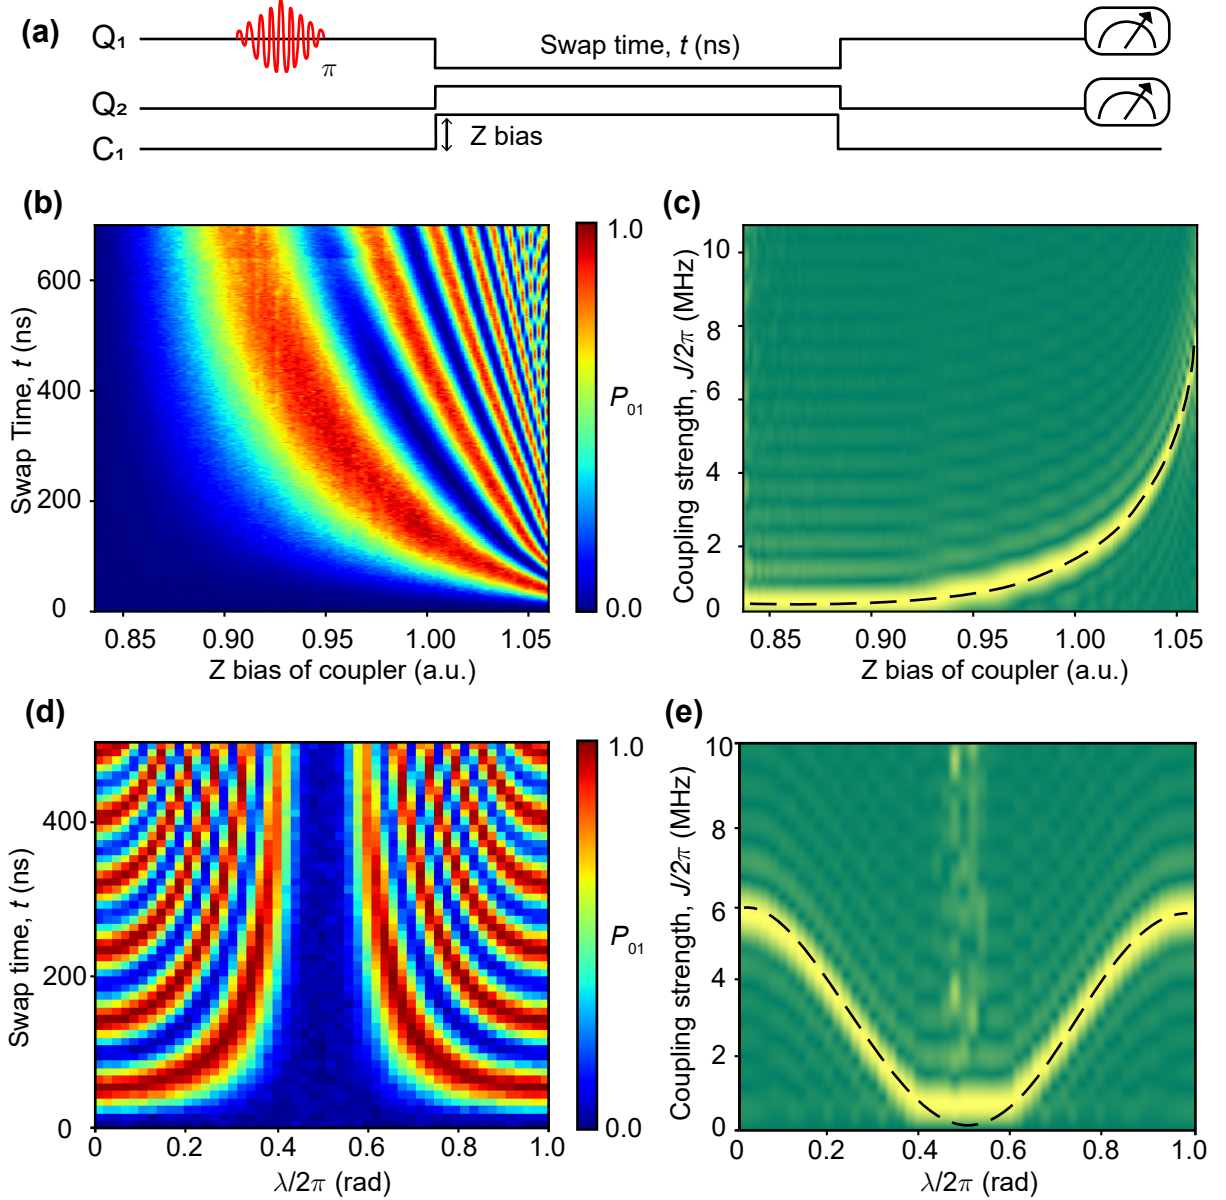 (a)
Q₁
π
Swap time, t (ns)
Q₂
C₁
Z bias
(b)
Swap Time, t (ns)
600
400
200
0
0.85 0.90 0.95 1.00 1.05
Z bias of coupler (a.u.)
1.0
P₀₁
0.0
(c)
Coupling strength, J/2π (MHz)
10
8
6
4
2
0
0.85 0.90 0.95 1.00 1.05
Z bias of coupler (a.u.)
(d)
Swap time, t (ns)
400
200
0
0 0.2 0.4 0.6 0.8 1.0
λ/2π (rad)
1.0
P₀₁
0.0
(e)
Coupling strength, J/2π (MHz)
10
8
6
4
2
0
0 0.2 0.4 0.6 0.8 1.0
λ/2π (rad)